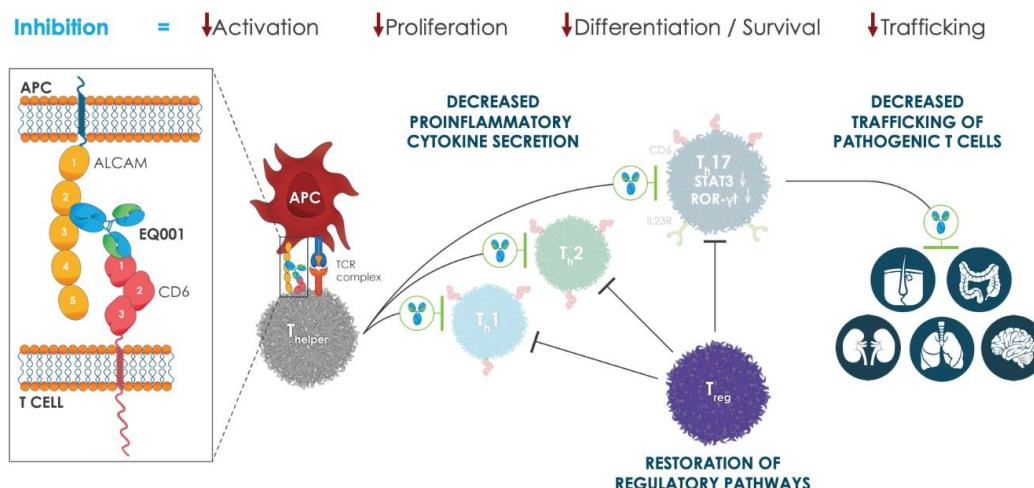 Inhibition = ↓Activation ↓Proliferation ↓Differentiation / Survival ↓Trafficking
APC
1
ALCAM
2
3
EQ001
4
1
2
CD6
5
3
T CELL
APC
TCR
complex
T helper
DECREASED
PROINFLAMMATORY
CYTOKINE SECRETION
Th1
Th2
CD6
Th17
STAT3 ↓
ROR-γt ↓
IL23R
Treg
RESTORATION OF
REGULATORY PATHWAYS
DECREASED
TRAFFICKING OF
PATHOGENIC T CELLS